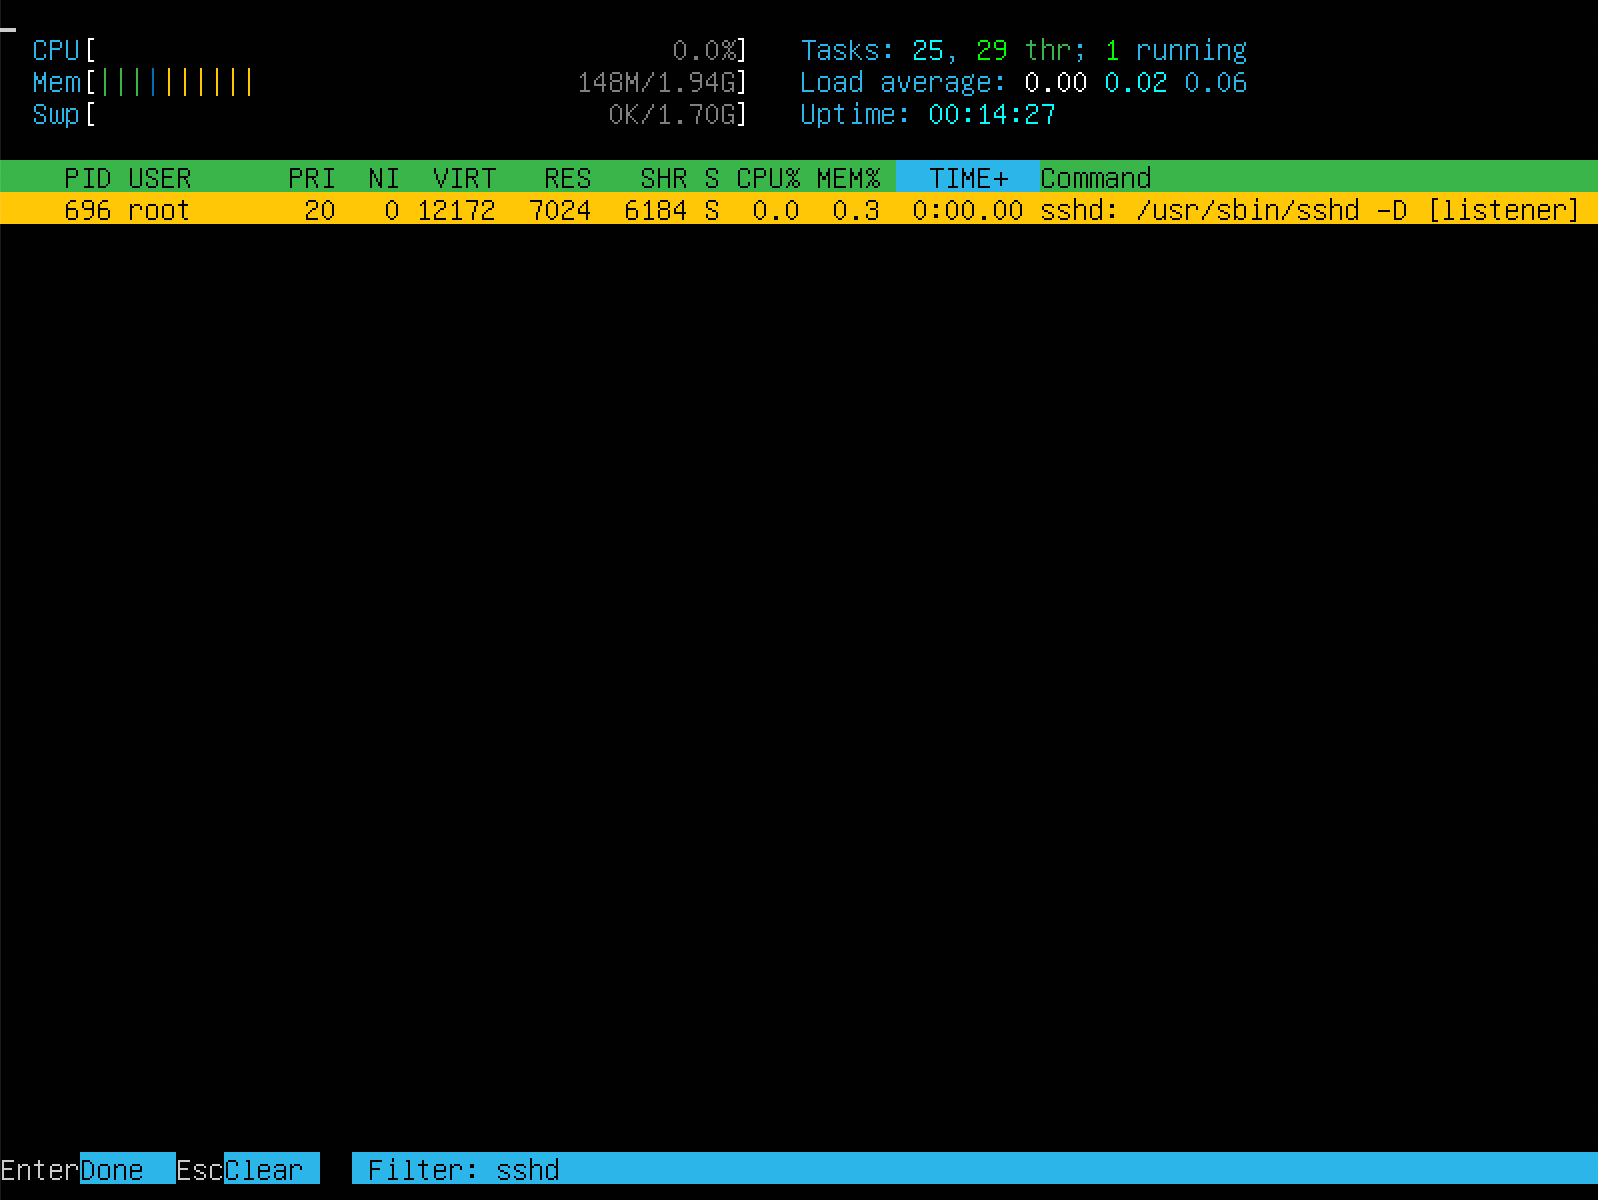 CPU[ 0.0%] Tasks: 25, 29 thr; 1 running
Mem[|||||||||| 148M/1.94G] Load average: 0.00 0.02 0.06
Swp[ 0K/1.70G] Uptime: 00:14:27
PID USER PRI NI VIRT RES SHR S CPU% MEM% TIME+ Command
696 root 20 0 12172 7024 6184 S 0.0 0.3 0:00.00 sshd: /usr/sbin/sshd -D [listener]
EnterDone EscClear Filter: sshd